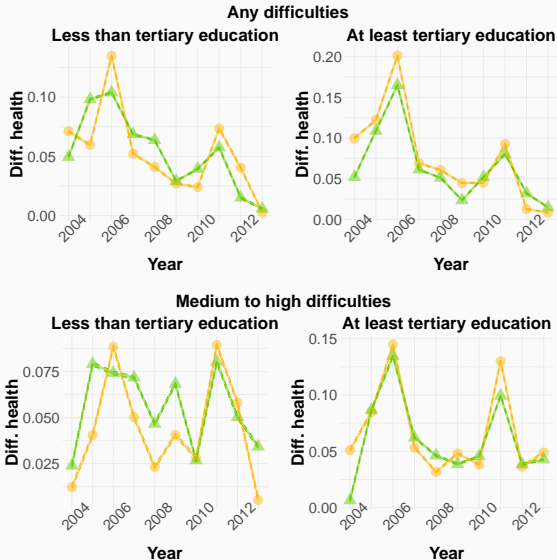 Any difficulties
Less than tertiary education
At least tertiary education
Diff. health
0.10
0.05
0.00
2004
2006
2008
2010
2012
Year
Diff. health
0.20
0.15
0.10
0.05
0.00
2004
2006
2008
2010
2012
Year
Medium to high difficulties
Less than tertiary education
At least tertiary education
Diff. health
0.075
0.050
0.025
2004
2006
2008
2010
2012
Year
Diff. health
0.15
0.10
0.05
0.00
2004
2006
2008
2010
2012
Year